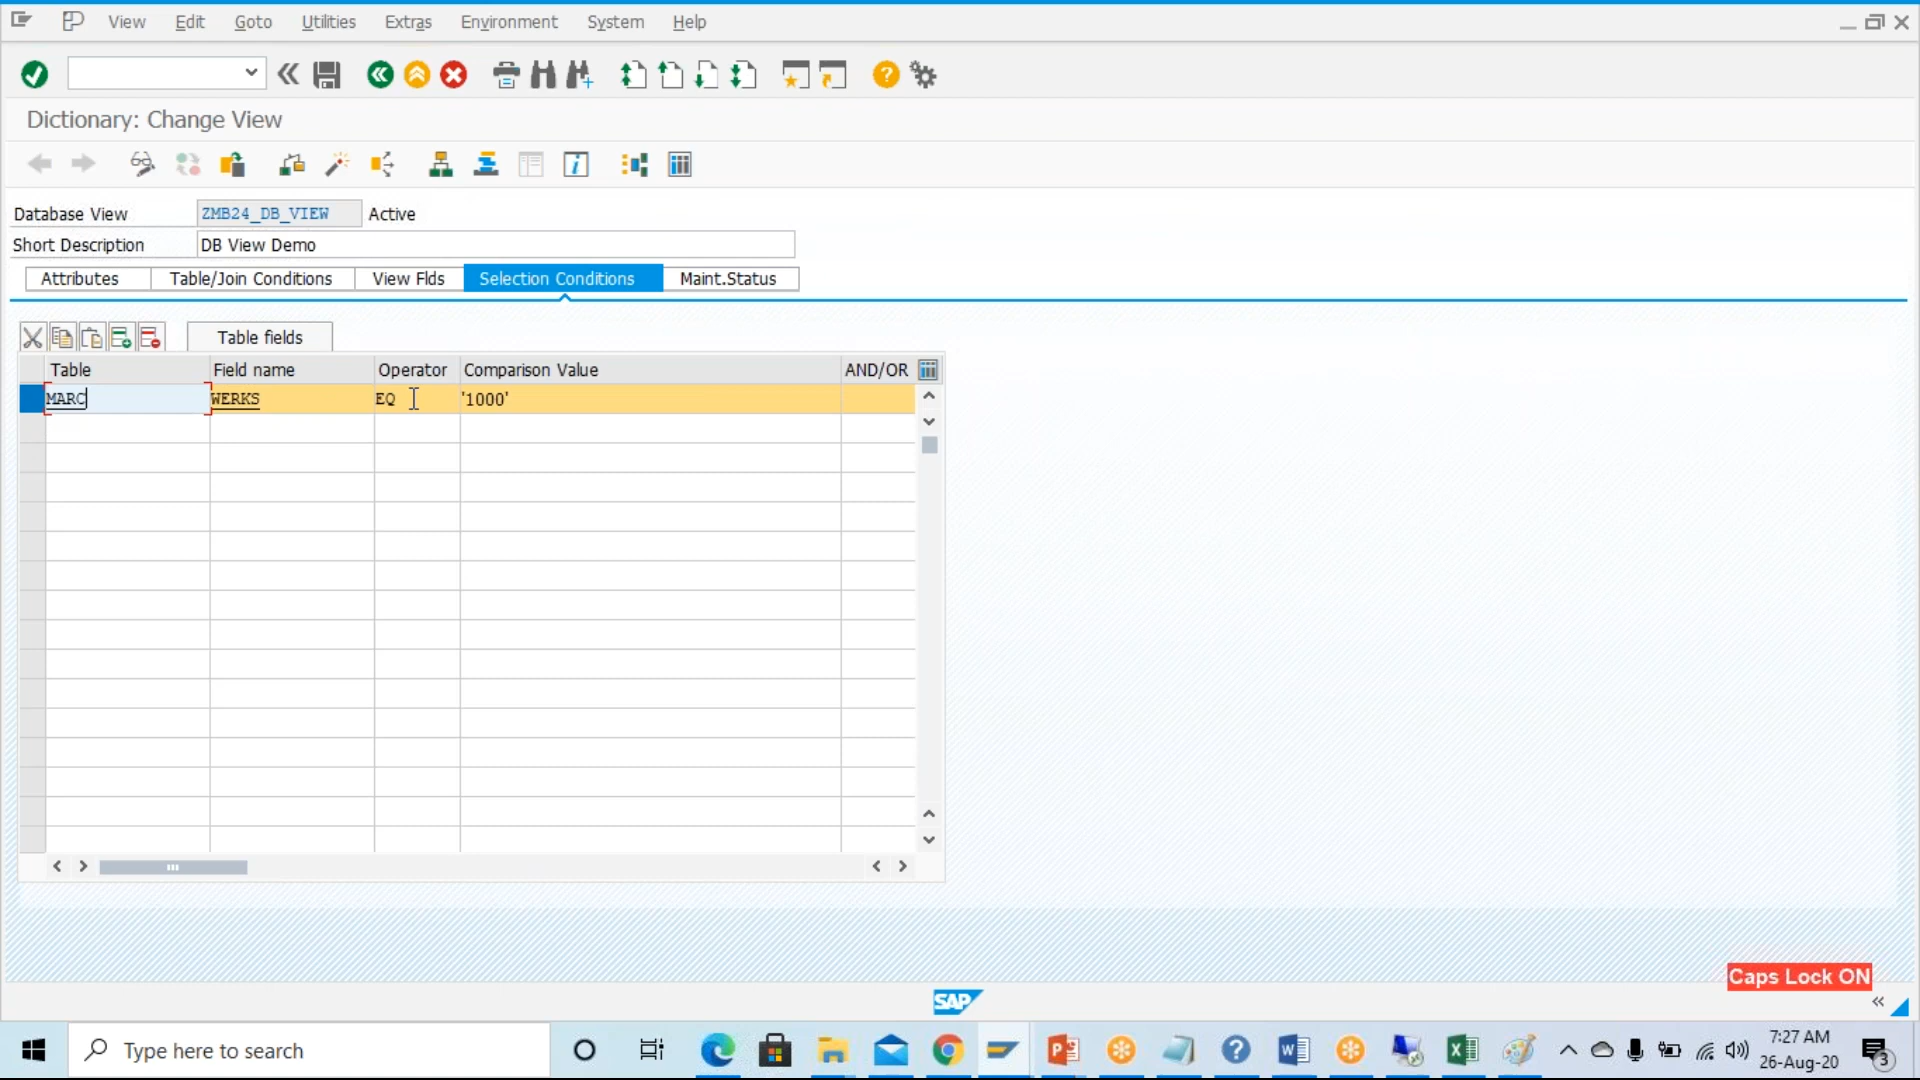 View Edit Goto Utilities Extras Environment System Help
Dictionary: Change View
Database View ZMB24_DB_VIEW Active
Short Description DB View Demo
Attributes Table/Join Conditions View Flds Selection Conditions Maint.Status
Table fields
Table Field name Operator Comparison Value AND/OR
MARC WERKS EQ '1000'
Caps Lock ON
SAP
Type here to search
7:27 AM
26-Aug-20
3